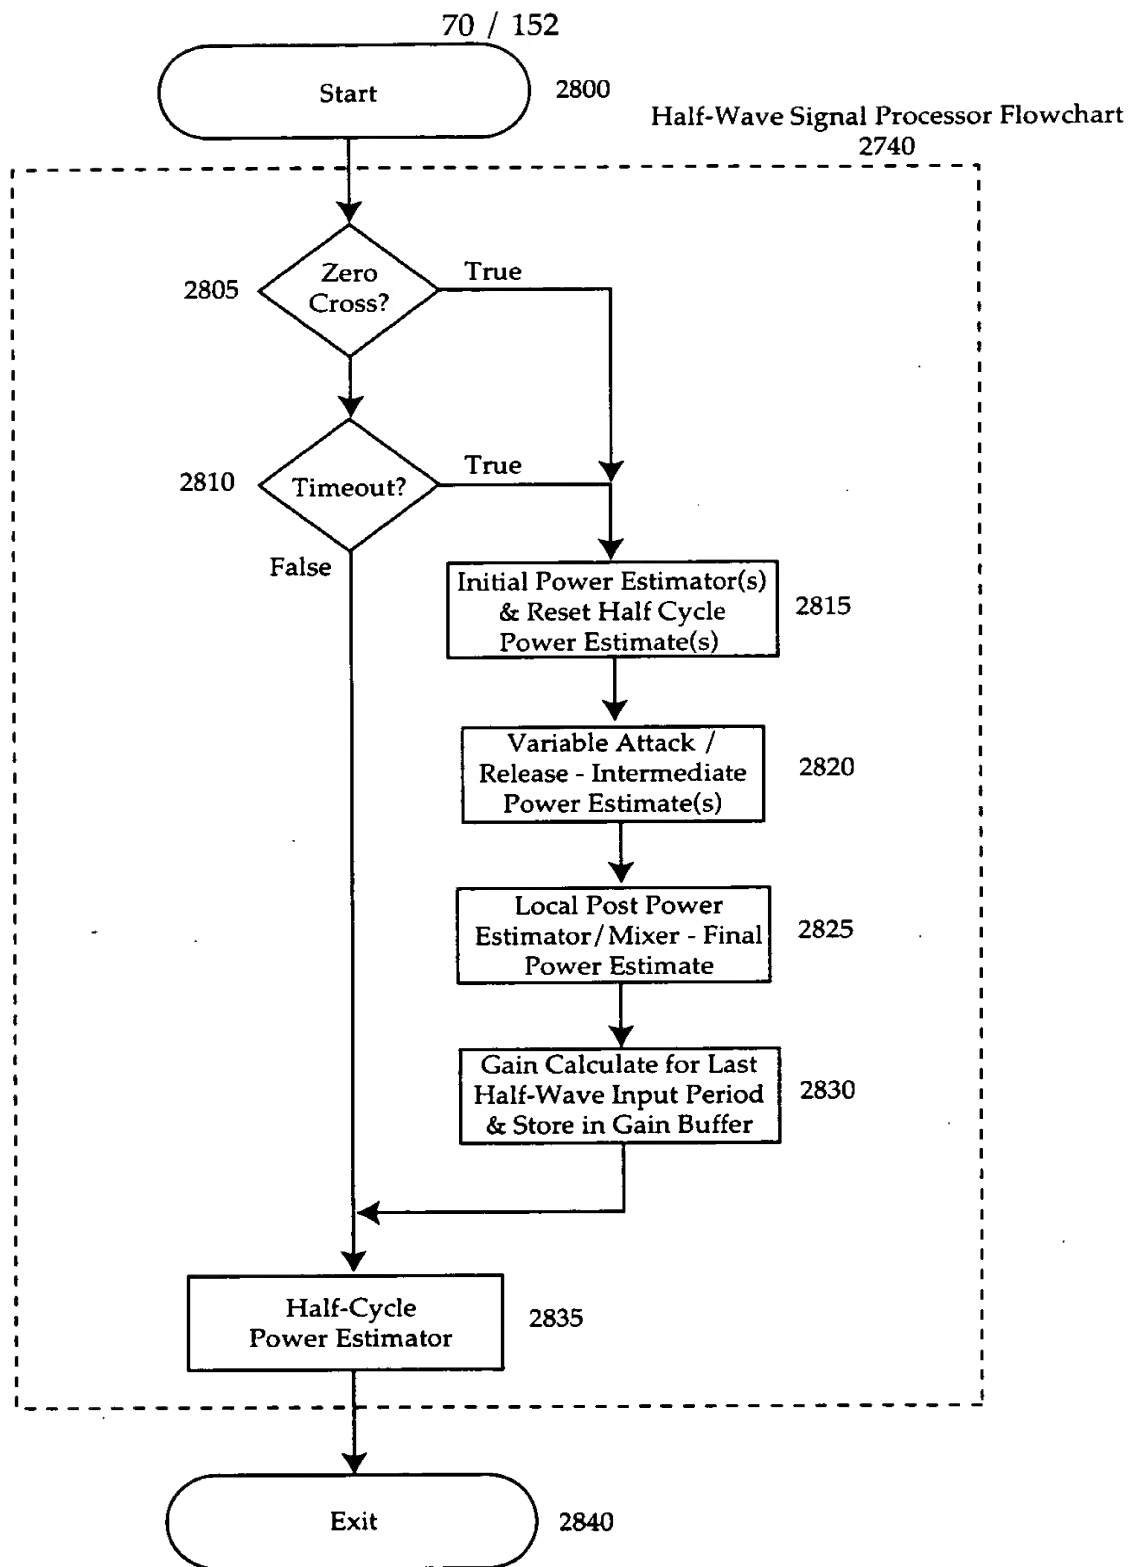 70 / 152
Start
2800
Half-Wave Signal Processor Flowchart
2740
2805
Zero
Cross?
True
2810
Timeout?
True
False
Initial Power Estimator(s)
& Reset Half Cycle
Power Estimate(s)
2815
Variable Attack /
Release - Intermediate
Power Estimate(s)
2820
Local Post Power
Estimator/Mixer - Final
Power Estimate
2825
Gain Calculate for Last
Half-Wave Input Period
& Store in Gain Buffer
2830
Half-Cycle
Power Estimator
2835
Exit
2840